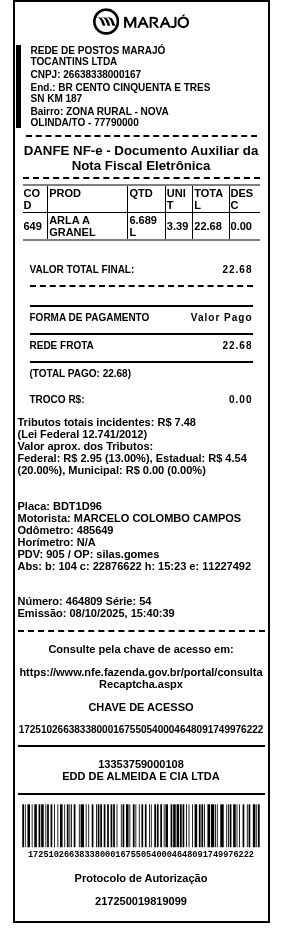 MARAJÓ
REDE DE POSTOS MARAJÓ
TOCANTINS LTDA
CNPJ: 26638338000167
End.: BR CENTO CINQUENTA E TRES
SN KM 187
Bairro: ZONA RURAL - NOVA
OLINDA/TO - 77790000
DANFE NF-e - Documento Auxiliar da
Nota Fiscal Eletrônica
CO PROD QTD UNI TOTA DES
D T L C
649 ARLA A 6.689 3.39 22.68 0.00
GRANEL L
VALOR TOTAL FINAL: 22.68
FORMA DE PAGAMENTO Valor Pago
REDE FROTA 22.68
(TOTAL PAGO: 22.68)
TROCO R$: 0.00
Tributos totais incidentes: R$ 7.48
(Lei Federal 12.741/2012)
Valor aprox. dos Tributos:
Federal: R$ 2.95 (13.00%), Estadual: R$ 4.54
(20.00%), Municipal: R$ 0.00 (0.00%)
Placa: BDT1D96
Motorista: MARCELO COLOMBO CAMPOS
Odômetro: 485649
Horímetro: N/A
PDV: 905 / OP: silas.gomes
Abs: b: 104 c: 22876622 h: 15:23 e: 11227492
Número: 464809 Série: 54
Emissão: 08/10/2025, 15:40:39
Consulte pela chave de acesso em:
https://www.nfe.fazenda.gov.br/portal/consulta
Recaptcha.aspx
CHAVE DE ACESSO
17251026638338000167550540004648091749976222
13353759000108
EDD DE ALMEIDA E CIA LTDA
17251026638338000167550540004648091749976222
Protocolo de Autorização
217250019819099